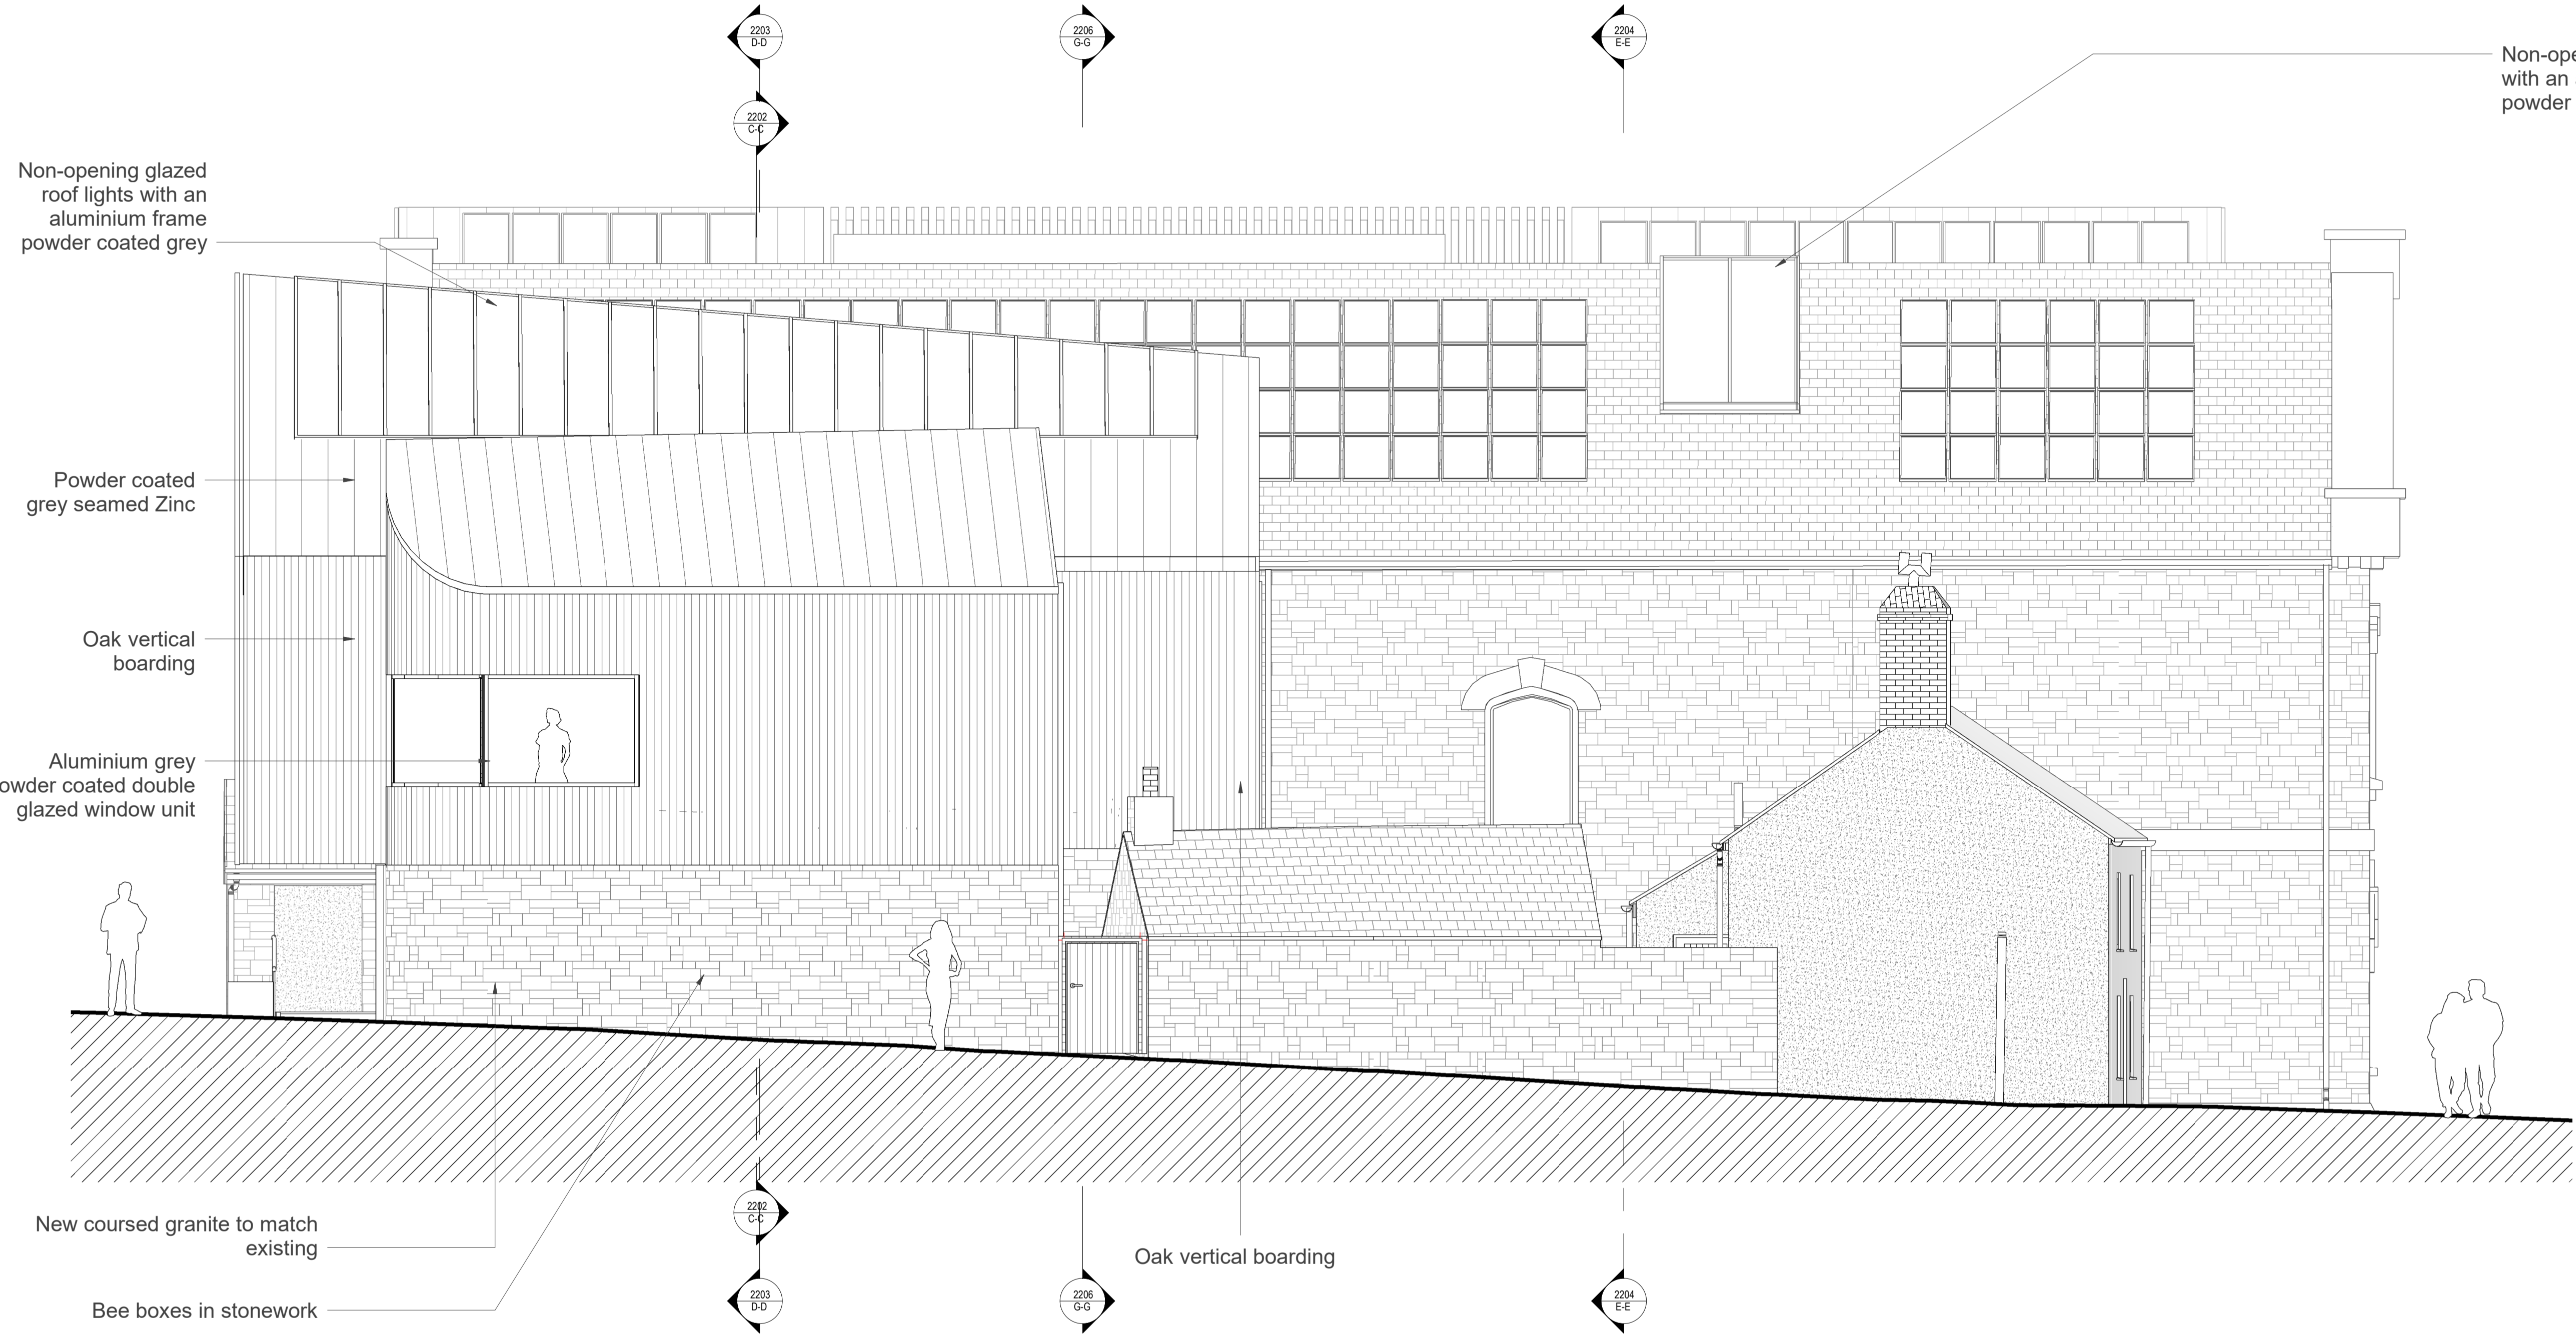 2203
D-D
2206
G-G
2204
E-E
Non-ope
with an
powder
2202
C-C
Non-opening glazed
roof lights with an
aluminium frame
powder coated grey
Powder coated
grey seamed Zinc
Oak vertical
boarding
Aluminium grey
owder coated double
glazed window unit
New coursed granite to match
existing
Bee boxes in stonework
Oak vertical boarding
2202
C-C
2203
D-D
2206
G-G
2204
E-E